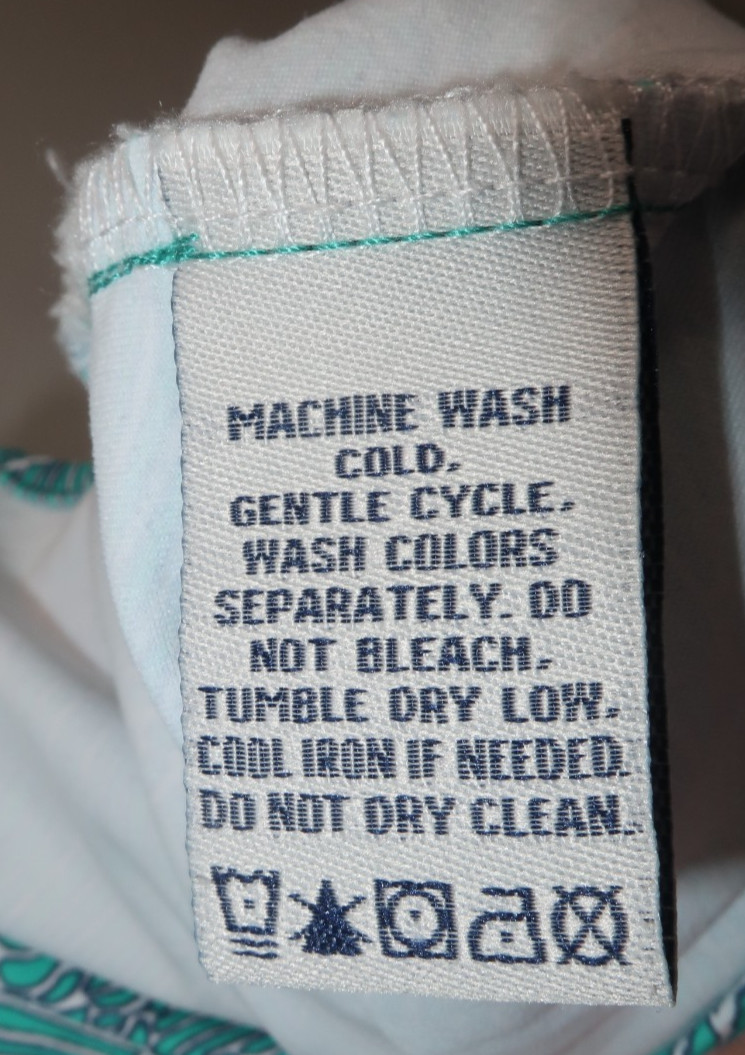 MACHINE WASH
COLD.
GENTLE CYCLE.
WASH COLORS
SEPARATELY. DO
NOT BLEACH.
TUMBLE DRY LOW.
COOL IRON IF NEEDED.
DO NOT DRY CLEAN.